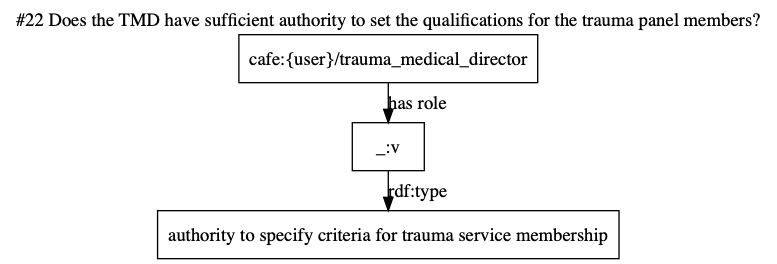 #22 Does the TMD have sufficient authority to set the qualifications for the trauma panel members?
cafe:{user}/trauma_medical_director
has role
_:v
rdf:type
authority to specify criteria for trauma service membership